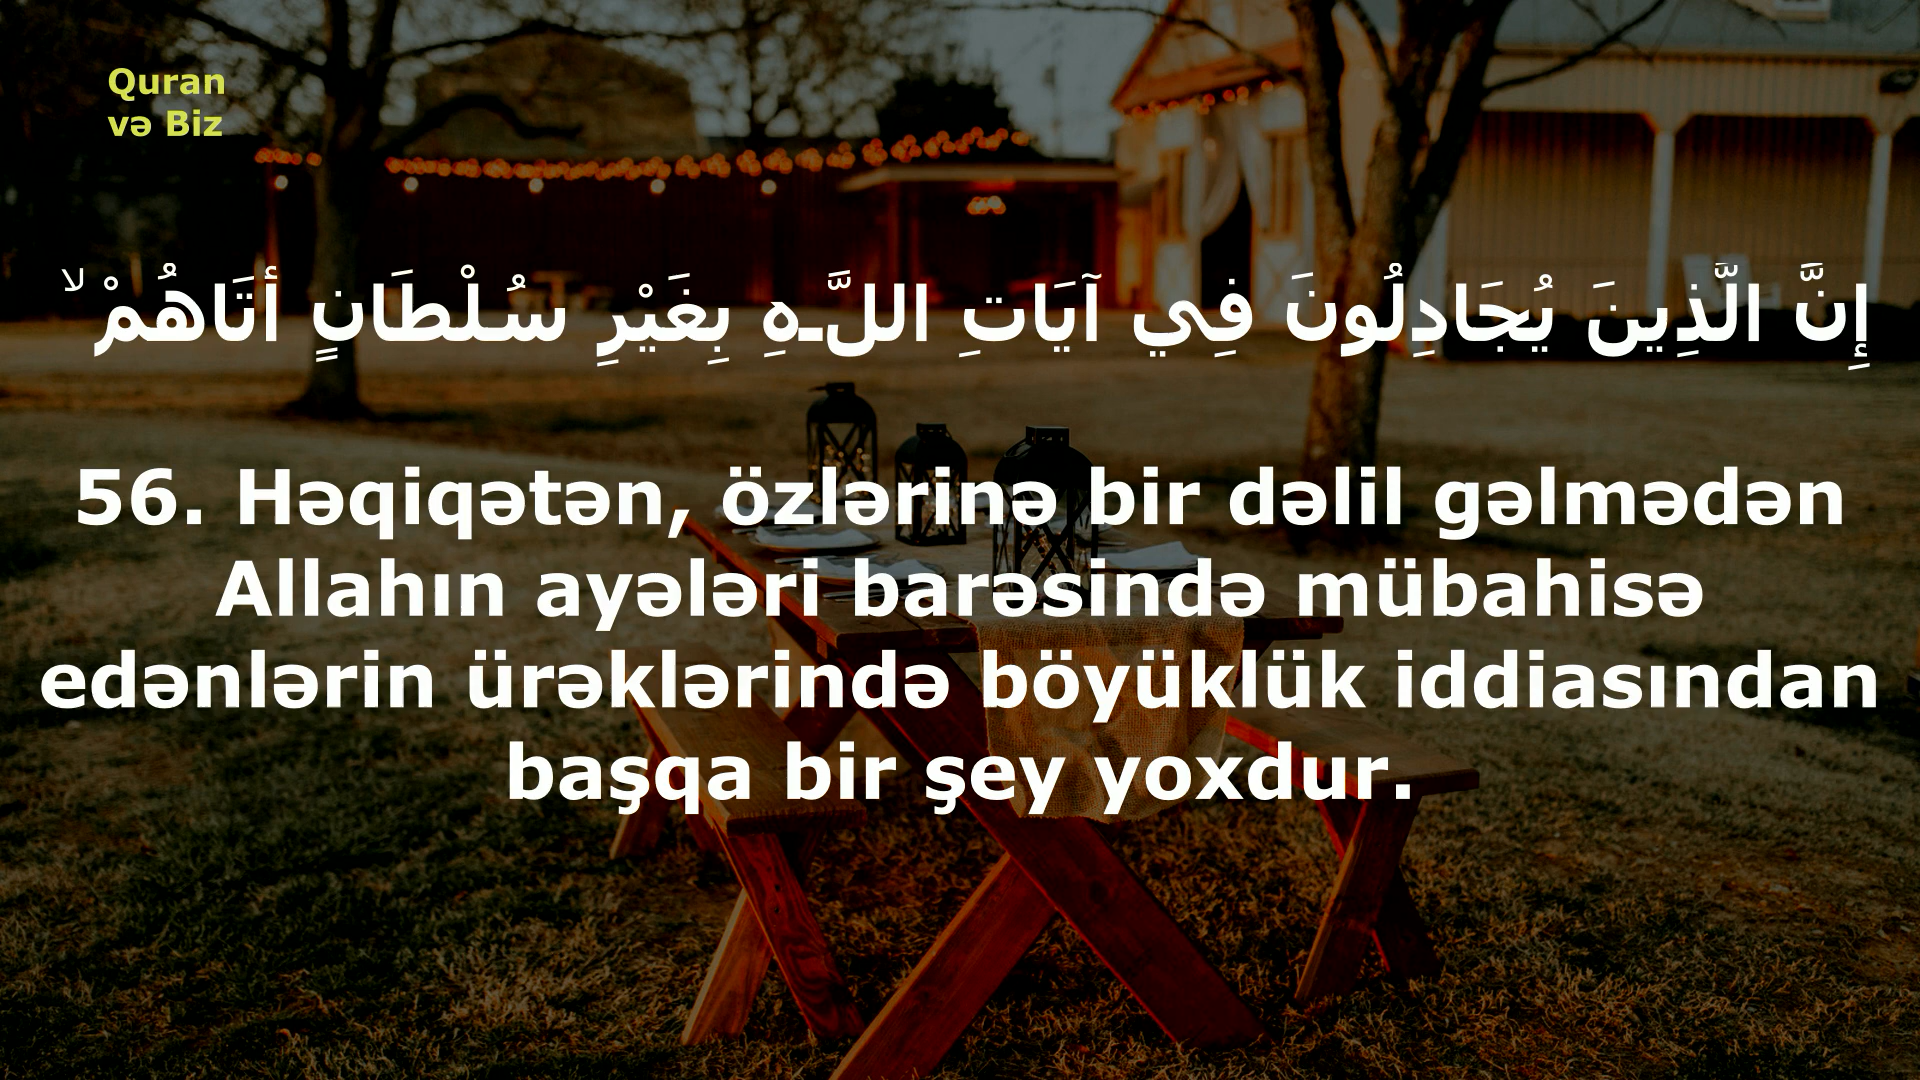 Quran
və Biz
إِنَّ الَّذِينَ يُجَادِلُونَ فِي آيَاتِ اللَّـهِ بِغَيْرِ سُلْطَانٍ أَتَاهُمْ ۙ
56. Həqiqətən, özlərinə bir dəlil gəlmədən
Allahın ayələri barəsində mübahisə
edənlərin ürəklərində böyüklük iddiasından
başqa bir şey yoxdur.